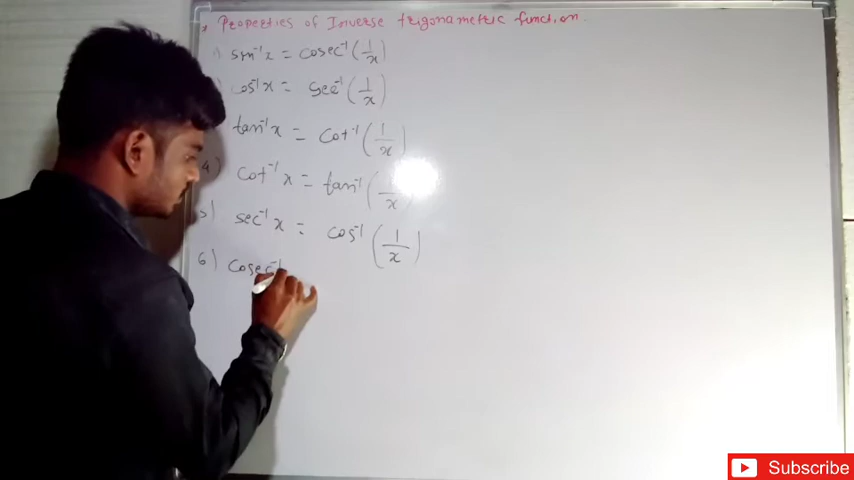 * Properties of Inverse trigonametric function.
1) sin⁻¹x = cosec⁻¹(1/x)
) cos⁻¹x = sec⁻¹(1/x)
tan⁻¹x = cot⁻¹(1/x)
4) cot⁻¹x = tan⁻¹(1/x)
5) sec⁻¹x = cos⁻¹(1/x)
6) cosec⁻¹
Subscribe